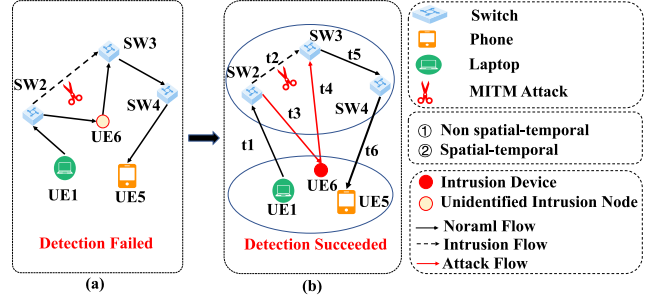 SW3
SW2
SW4
UE6
UE1
UE5
Detection Failed
(a)
SW3
t2
t5
SW2
t4
t3
SW4
t1
t6
UE6
UE1
UE5
Detection Succeeded
(b)
Switch
Phone
Laptop
MITM Attack
① Non spatial-temporal
② Spatial-temporal
Intrusion Device
Unidentified Intrusion Node
Noraml Flow
Intrusion Flow
Attack Flow